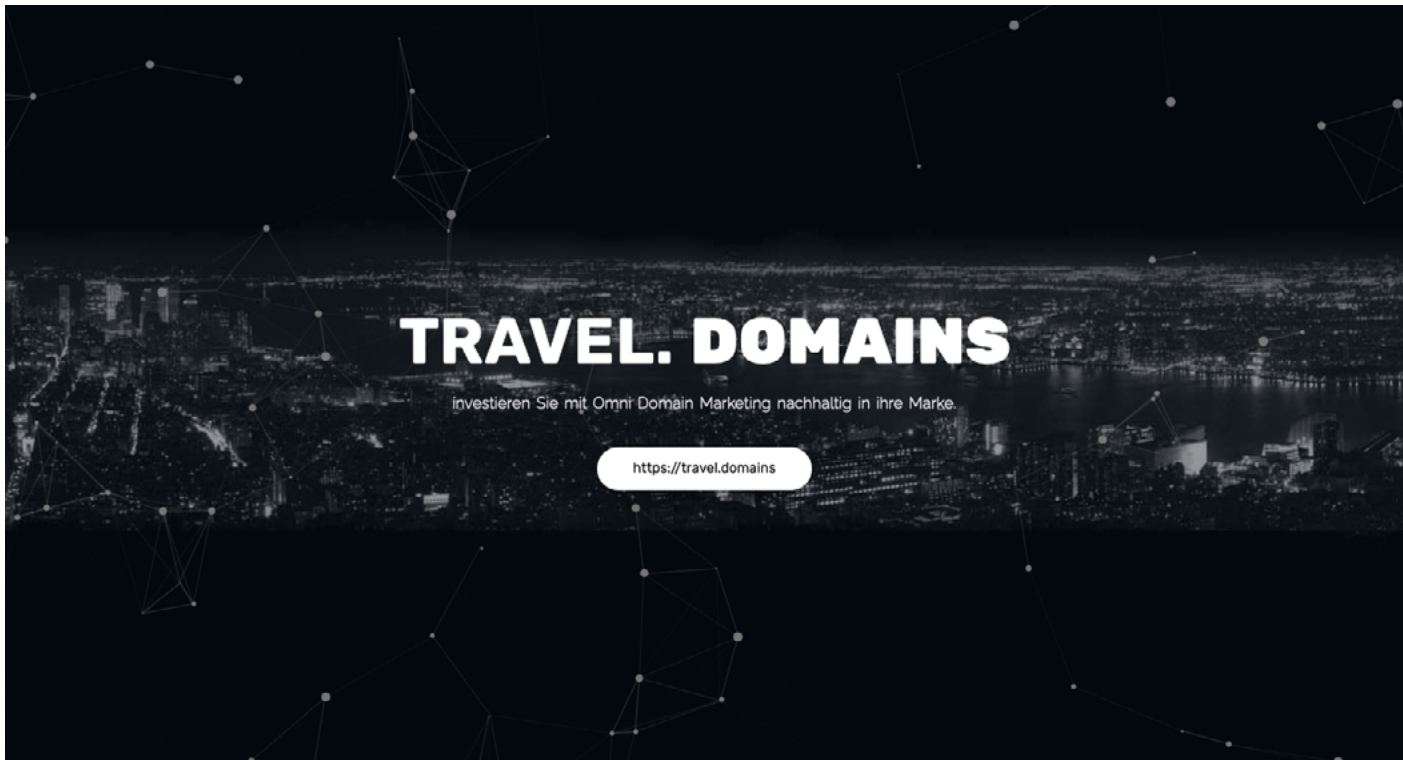 TRAVEL. DOMAINS
investieren Sie mit Omni Domain Marketing nachhaltig in ihre Marke.
https://travel.domains